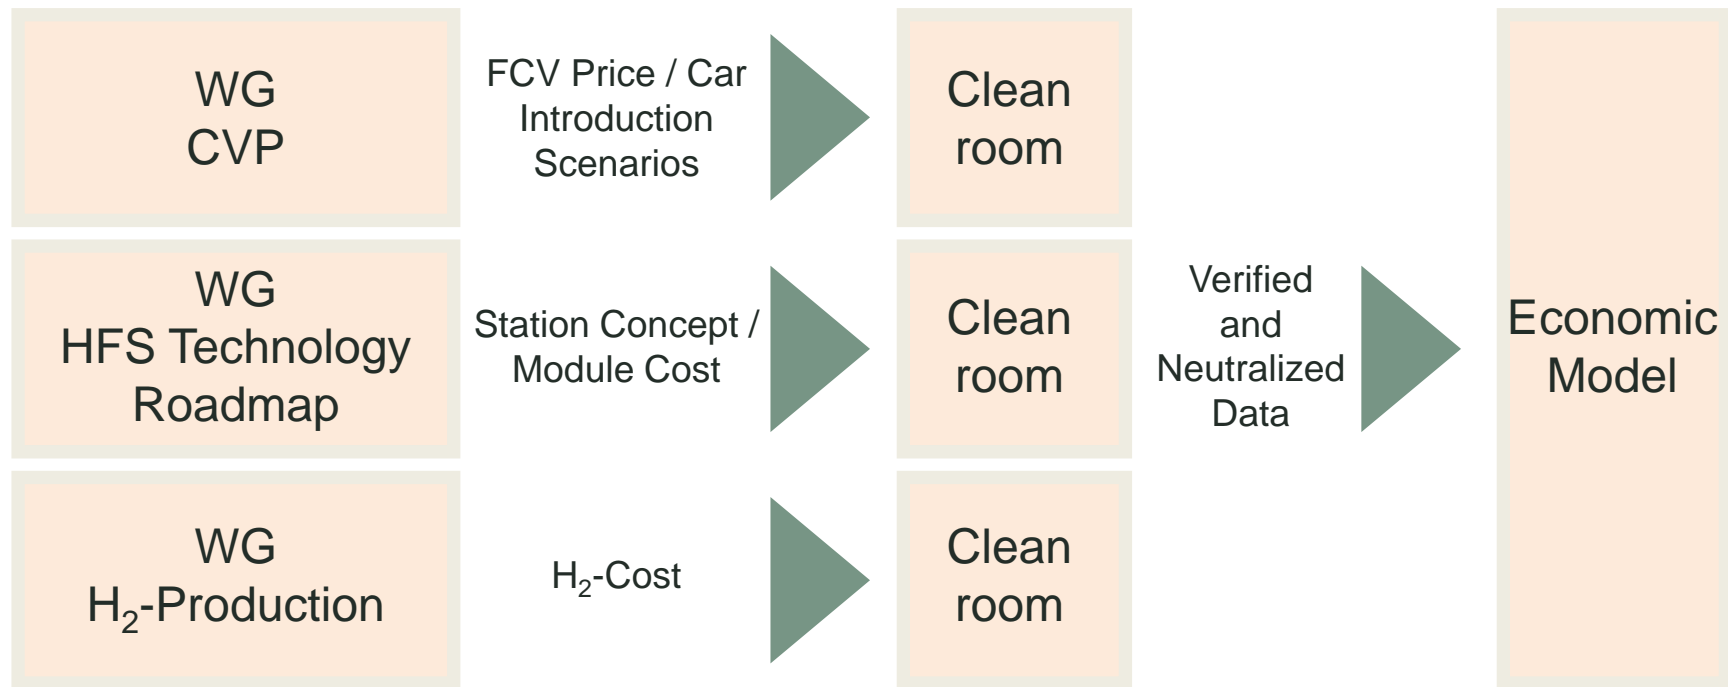 WG
CVP
FCV Price / Car
Introduction
Scenarios
Clean
room
WG
HFS Technology
Roadmap
Station Concept /
Module Cost
Clean
room
Verified
and
Neutralized
Data
Economic
Model
WG
H₂-Production
H₂-Cost
Clean
room